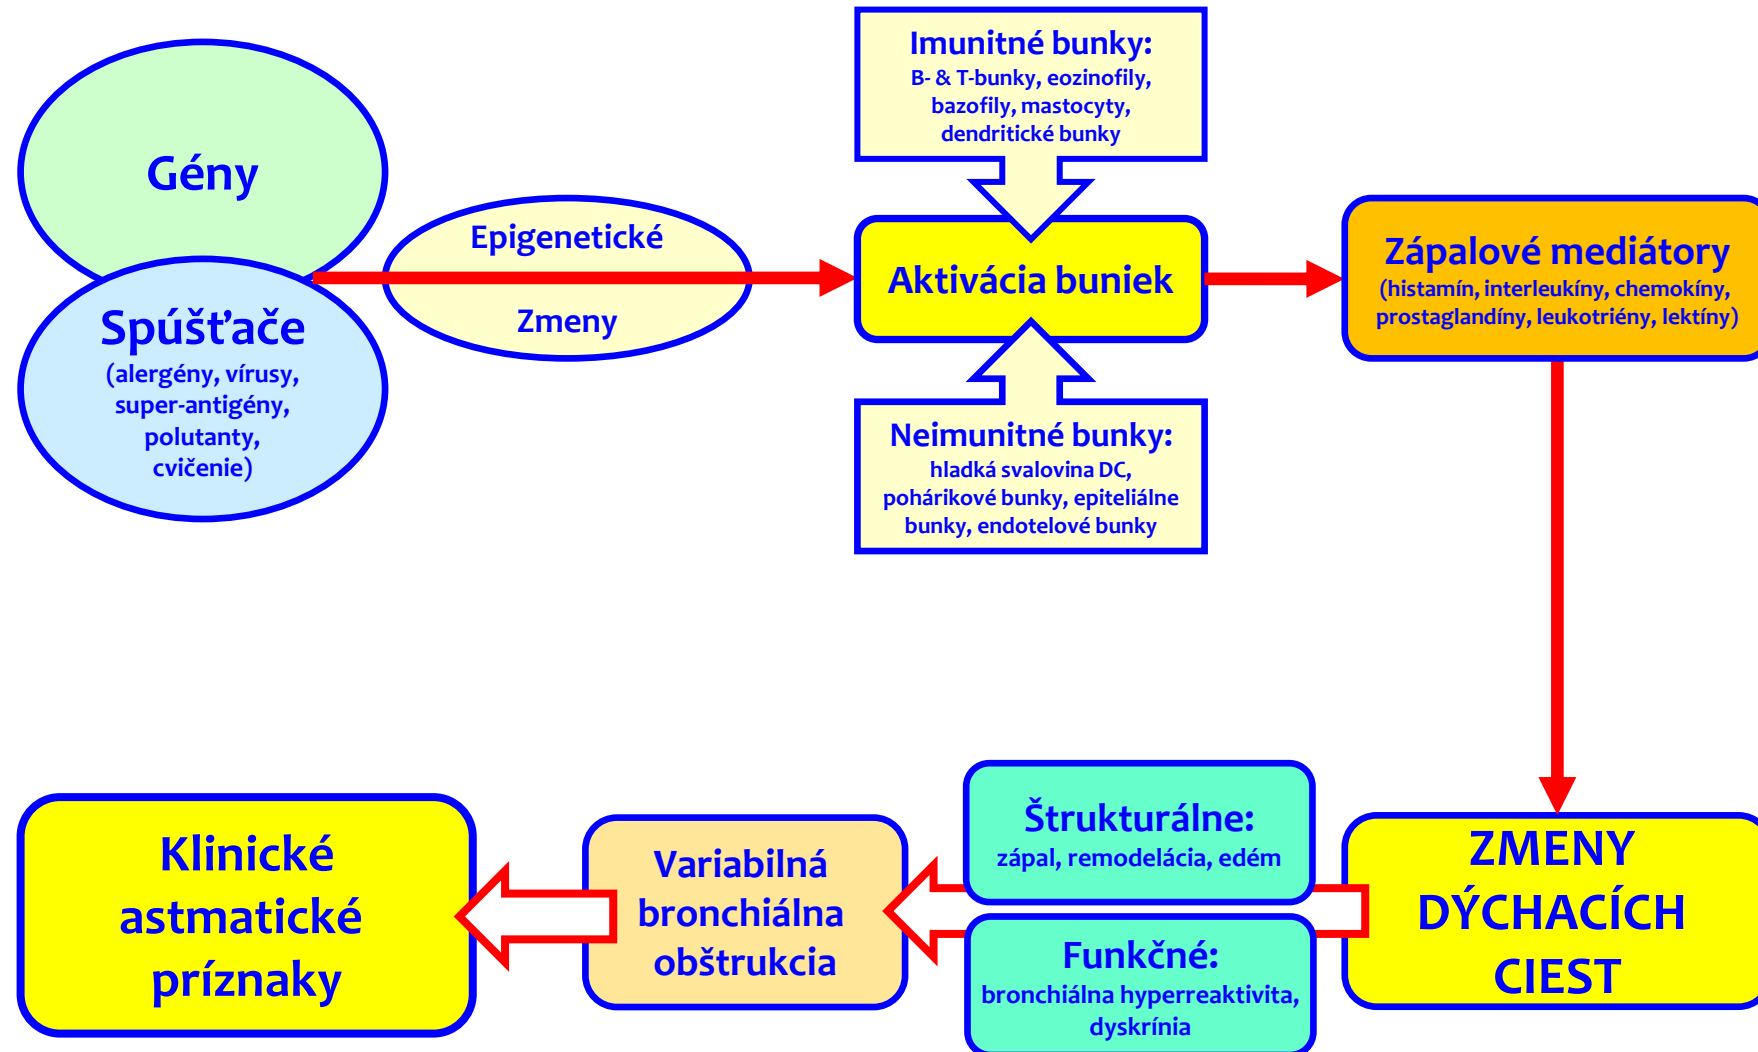 Gény
Spúšťače
(alergény, vírusy,
super-antigény,
polutanty,
cvičenie)
Epigenetické
Zmeny
Imunitné bunky:
B- & T-bunky, eozinofily,
bazofily, mastocyty,
dendritické bunky
Aktivácia buniek
Neimunitné bunky:
hladká svalovina DC,
pohárikové bunky, epiteliálne
bunky, endotelové bunky
Zápalové mediátory
(histamín, interleukíny, chemokíny,
prostaglandíny, leukotriény, lektíny)
ZMENY
DÝCHACÍCH
CIEST
Štrukturálne:
zápal, remodelácia, edém
Funkčné:
bronchiálna hyperreaktivita,
dyskrínia
Variabilná
bronchiálna
obštrukcia
Klinické
astmatické
príznaky